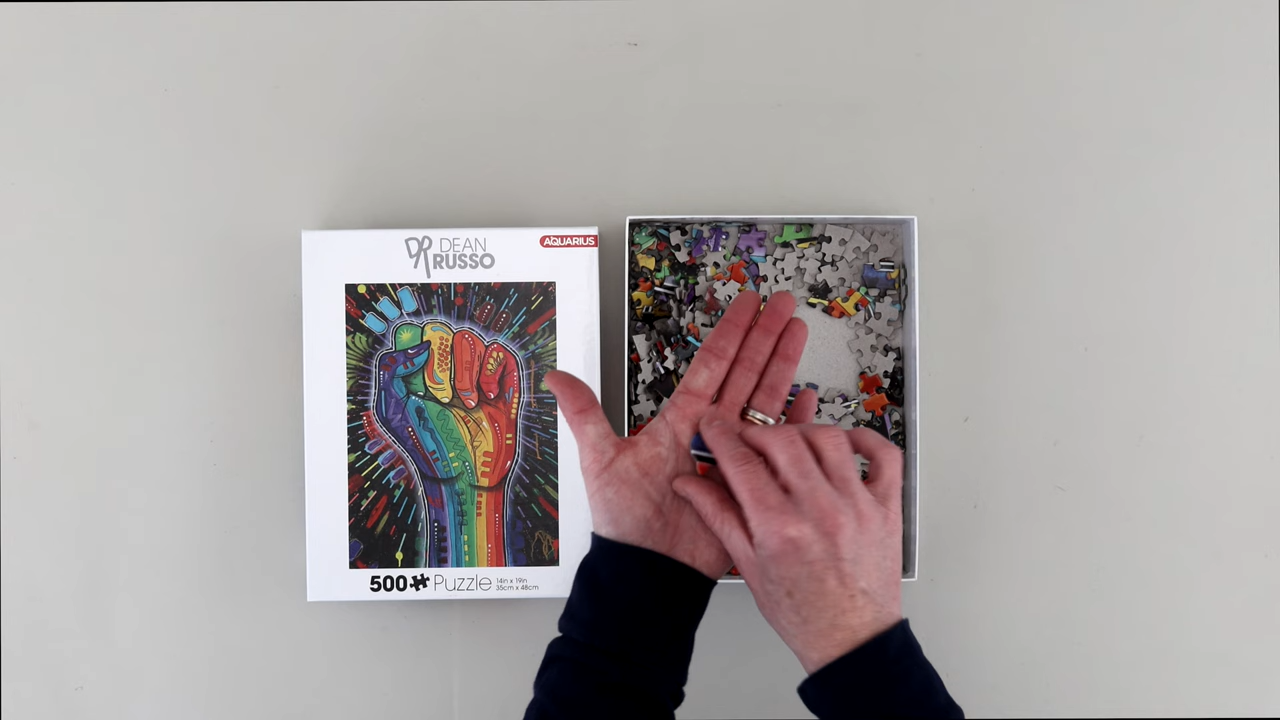 DR DEAN
RUSSO
AQUARIUS
500 Puzzle 14in x 19in
35cm x 48cm